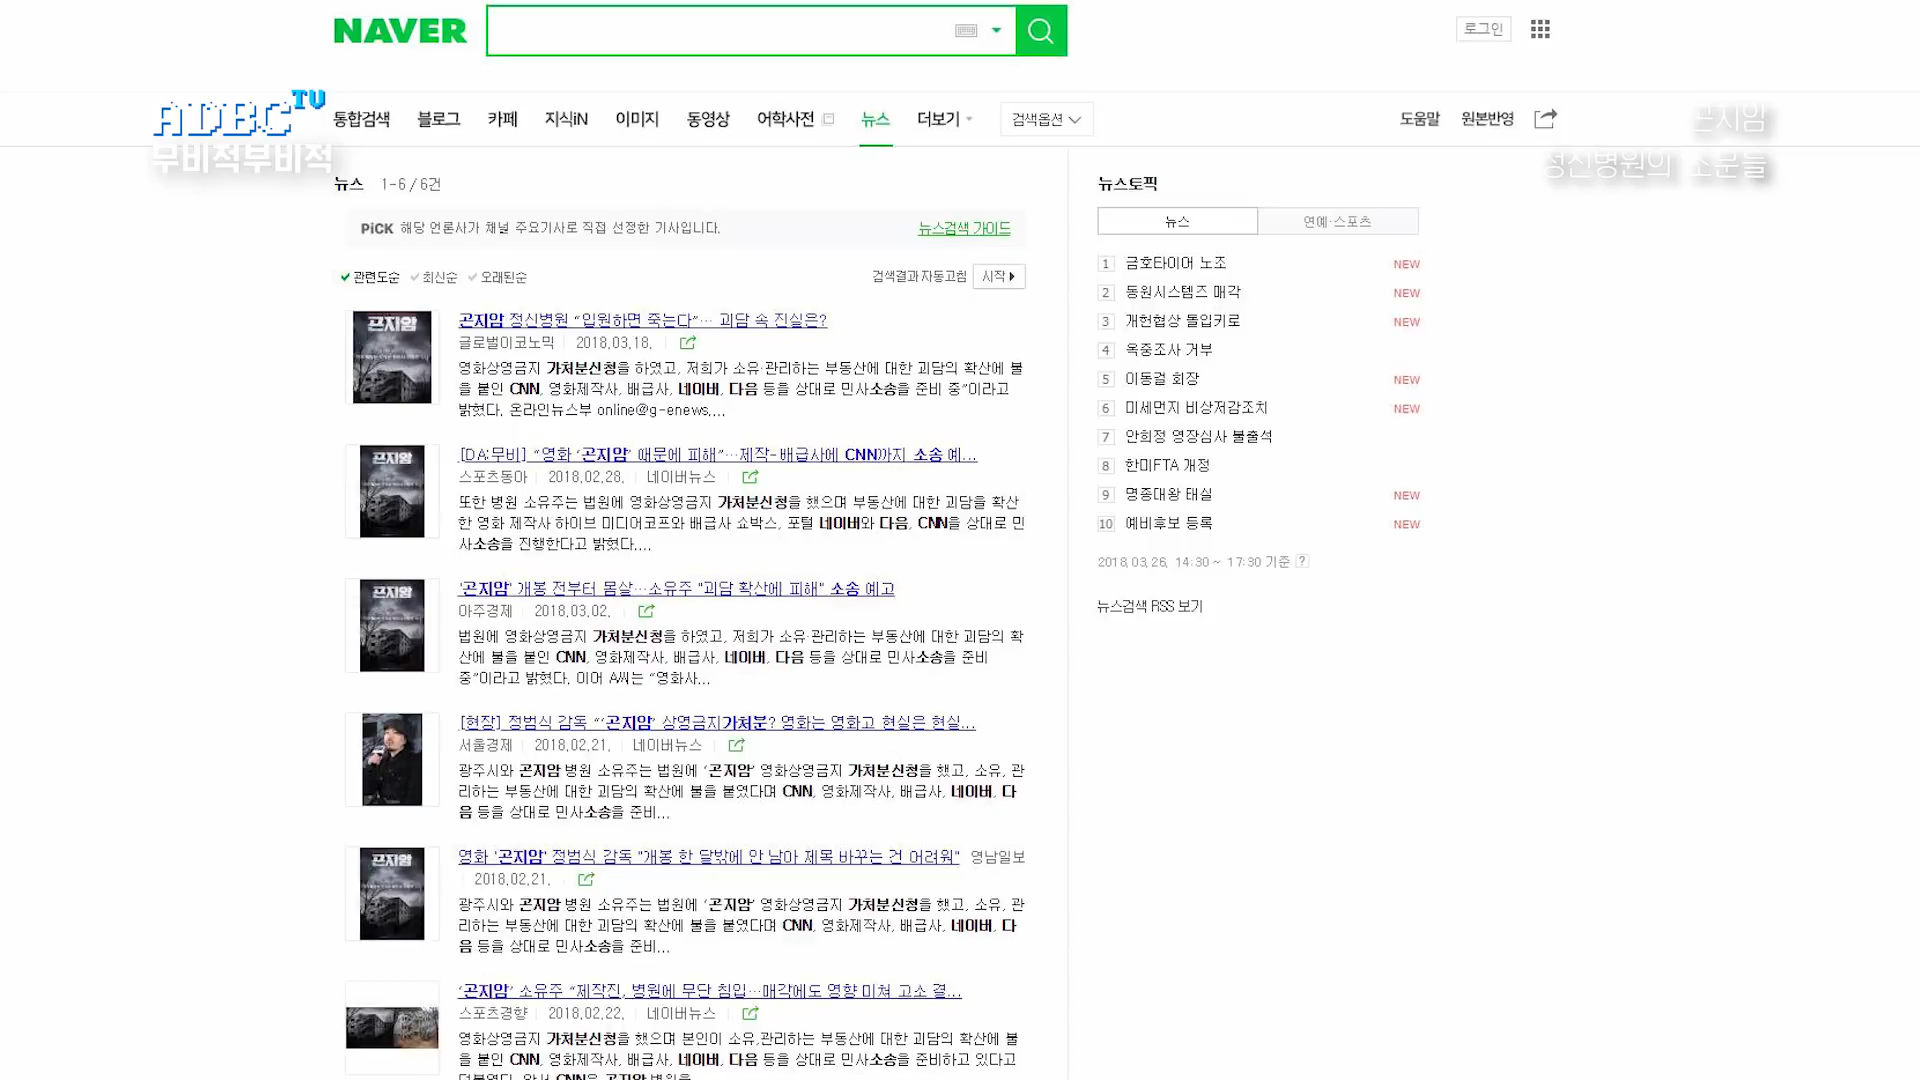 NAVER
로그인
ADBC TV
무비적부비적
통합검색 블로그 카페 지식iN 이미지 동영상 어학사전 뉴스 더보기 검색옵션 도움말 원본반영
곤지암
정신병원의 소문들
뉴스 1-6 / 6건
PiCK 해당 언론사가 채널 주요기사로 직접 선정한 기사입니다. 뉴스검색 가이드
관련도순 최신순 오래된순 검색결과 자동고침 시작
곤지암 정신병원 “입원하면 죽는다”… 괴담 속 진실은?
글로벌이코노믹 2018.03.18.
영화상영금지 가처분신청을 하였고, 저희가 소유·관리하는 부동산에 대한 괴담의 확산에 불
을 붙인 CNN, 영화제작사, 배급사, 네이버, 다음 등을 상대로 민사소송을 준비 중”이라고
밝혔다. 온라인뉴스부 online@g-enews....
[DA:무비] “영화 ‘곤지암’ 때문에 피해”…제작-배급사에 CNN까지 소송 예...
스포츠동아 2018.02.28. 네이버뉴스
또한 병원 소유주는 법원에 영화상영금지 가처분신청을 했으며 부동산에 대한 괴담을 확산
한 영화 제작사 하이브 미디어코프와 배급사 쇼박스, 포털 네이버와 다음, CNN을 상대로 민
사소송을 진행한다고 밝혔다....
'곤지암' 개봉 전부터 몸살…소유주 "괴담 확산에 피해" 소송 예고
아주경제 2018.03.02.
법원에 영화상영금지 가처분신청을 하였고, 저희가 소유·관리하는 부동산에 대한 괴담의 확
산에 불을 붙인 CNN, 영화제작사, 배급사, 네이버, 다음 등을 상대로 민사소송을 준비
중”이라고 밝혔다. 이어 A씨는 “영화사...
[현장] 정범식 감독 “‘곤지암’ 상영금지가처분? 영화는 영화고 현실은 현실...
서울경제 2018.02.21. 네이버뉴스
광주시와 곤지암 병원 소유주는 법원에 ‘곤지암’ 영화상영금지 가처분신청을 했고, 소유, 관
리하는 부동산에 대한 괴담의 확산에 불을 붙였다며 CNN, 영화제작사, 배급사, 네이버, 다
음 등을 상대로 민사소송을 준비...
영화 '곤지암' 정범식 감독 "개봉 한 달밖에 안 남아 제목 바꾸는 건 어려워" 영남일보
2018.02.21.
광주시와 곤지암 병원 소유주는 법원에 ‘곤지암’ 영화상영금지 가처분신청을 했고, 소유, 관
리하는 부동산에 대한 괴담의 확산에 불을 붙였다며 CNN, 영화제작사, 배급사, 네이버, 다
음 등을 상대로 민사소송을 준비...
‘곤지암’ 소유주 “제작진, 병원에 무단 침입…매각에도 영향 미쳐 고소 결...
스포츠경향 2018.02.22. 네이버뉴스
영화상영금지 가처분신청을 했으며 본인이 소유,관리하는 부동산에 대한 괴담의 확산에 불
을 붙인 CNN, 영화제작사, 배급사, 네이버, 다음 등을 상대로 민사소송을 준비하고 있다고
덧붙였다. 앞서 CNN은 곤지암 병원을
뉴스토픽
뉴스 연예·스포츠
1 금호타이어 노조 NEW
2 동원시스템즈 매각 NEW
3 개헌협상 돌입키로 NEW
4 옥중조사 거부
5 이동걸 회장 NEW
6 미세먼지 비상저감조치 NEW
7 안희정 영장심사 불출석
8 한미FTA 개정
9 명종대왕 태실 NEW
10 예비후보 등록 NEW
2018.03.26. 14:30 ~ 17:30 기준 ?
뉴스검색 RSS 보기
곤지암
곤지암
곤지암
곤지암